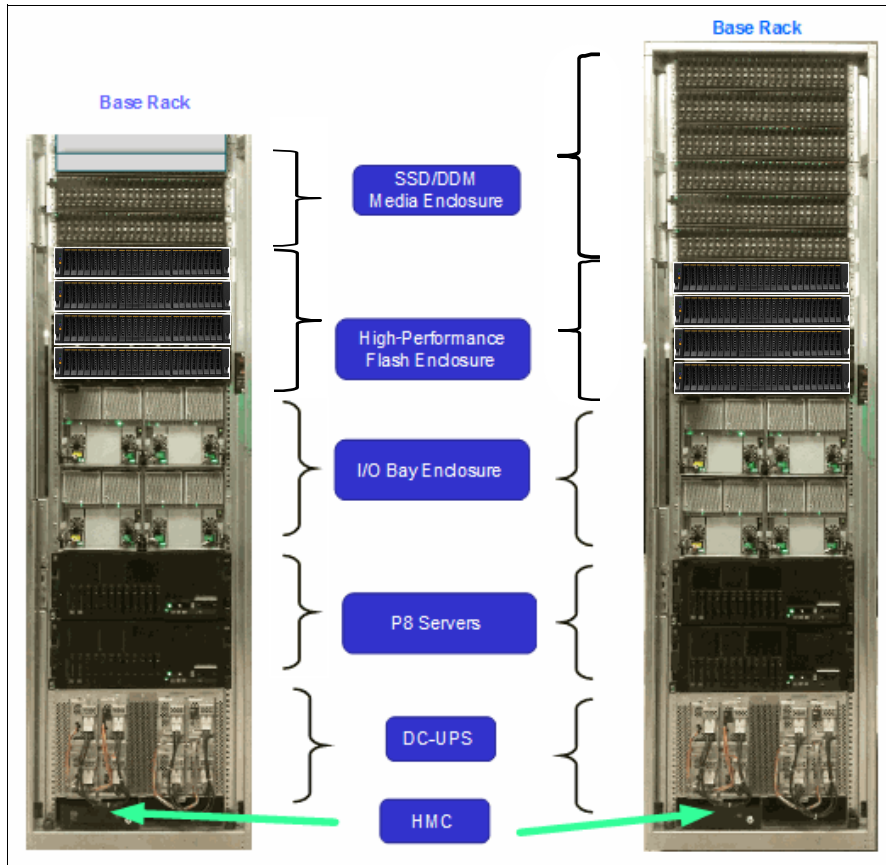 Base Rack
Base Rack
SSD/DDM
Media Enclosure
High-Performance
Flash Enclosure
I/O Bay Enclosure
P8 Servers
DC-UPS
HMC